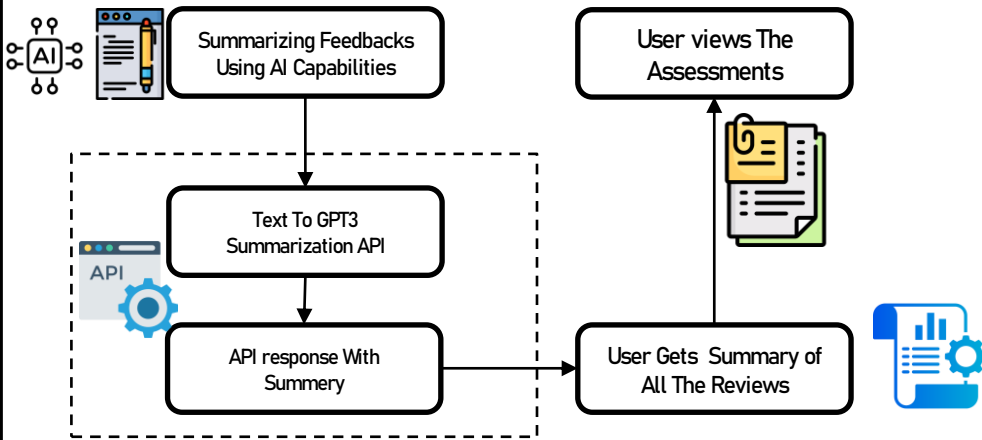 AI
Summarizing Feedbacks
Using AI Capabilities
Text To GPT3
Summarization API
API
API response With
Summery
User Gets Summary of
All The Reviews
User views The
Assessments